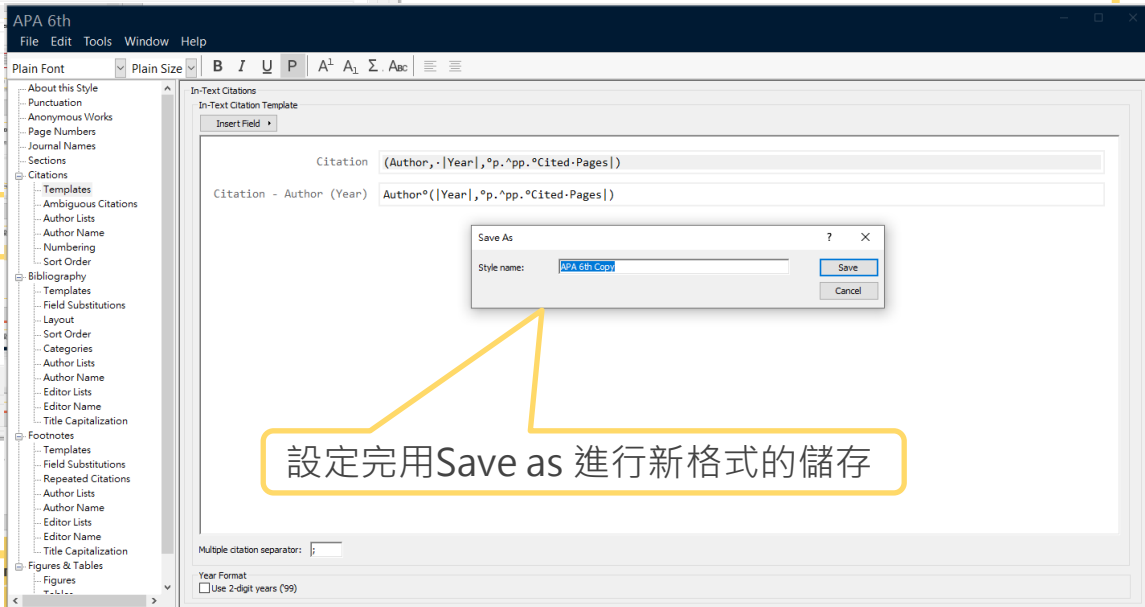 APA 6th
File Edit Tools Window Help
Plain Font Plain Size B I U P A1 A1 Σ ABC
About this Style
Punctuation
Anonymous Works
Page Numbers
Journal Names
Sections
Citations
Templates
Ambiguous Citations
Author Lists
Author Name
Numbering
Sort Order
Bibliography
Templates
Field Substitutions
Layout
Sort Order
Categories
Author Lists
Author Name
Editor Lists
Editor Name
Title Capitalization
Footnotes
Templates
Field Substitutions
Repeated Citations
Author Lists
Author Name
Editor Lists
Editor Name
Title Capitalization
Figures & Tables
Figures
Tables
In-Text Citations
In-Text Citation Template
Insert Field
Citation (Author,·|Year|,°p.^pp.°Cited·Pages|)
Citation - Author (Year) Author°(|Year|,°p.^pp.°Cited·Pages|)
Save As ? ×
Style name: APA 6th Copy Save
Cancel
設定完用Save as 進行新格式的儲存
Multiple citation separator: ;
Year Format
Use 2-digit years ('99)